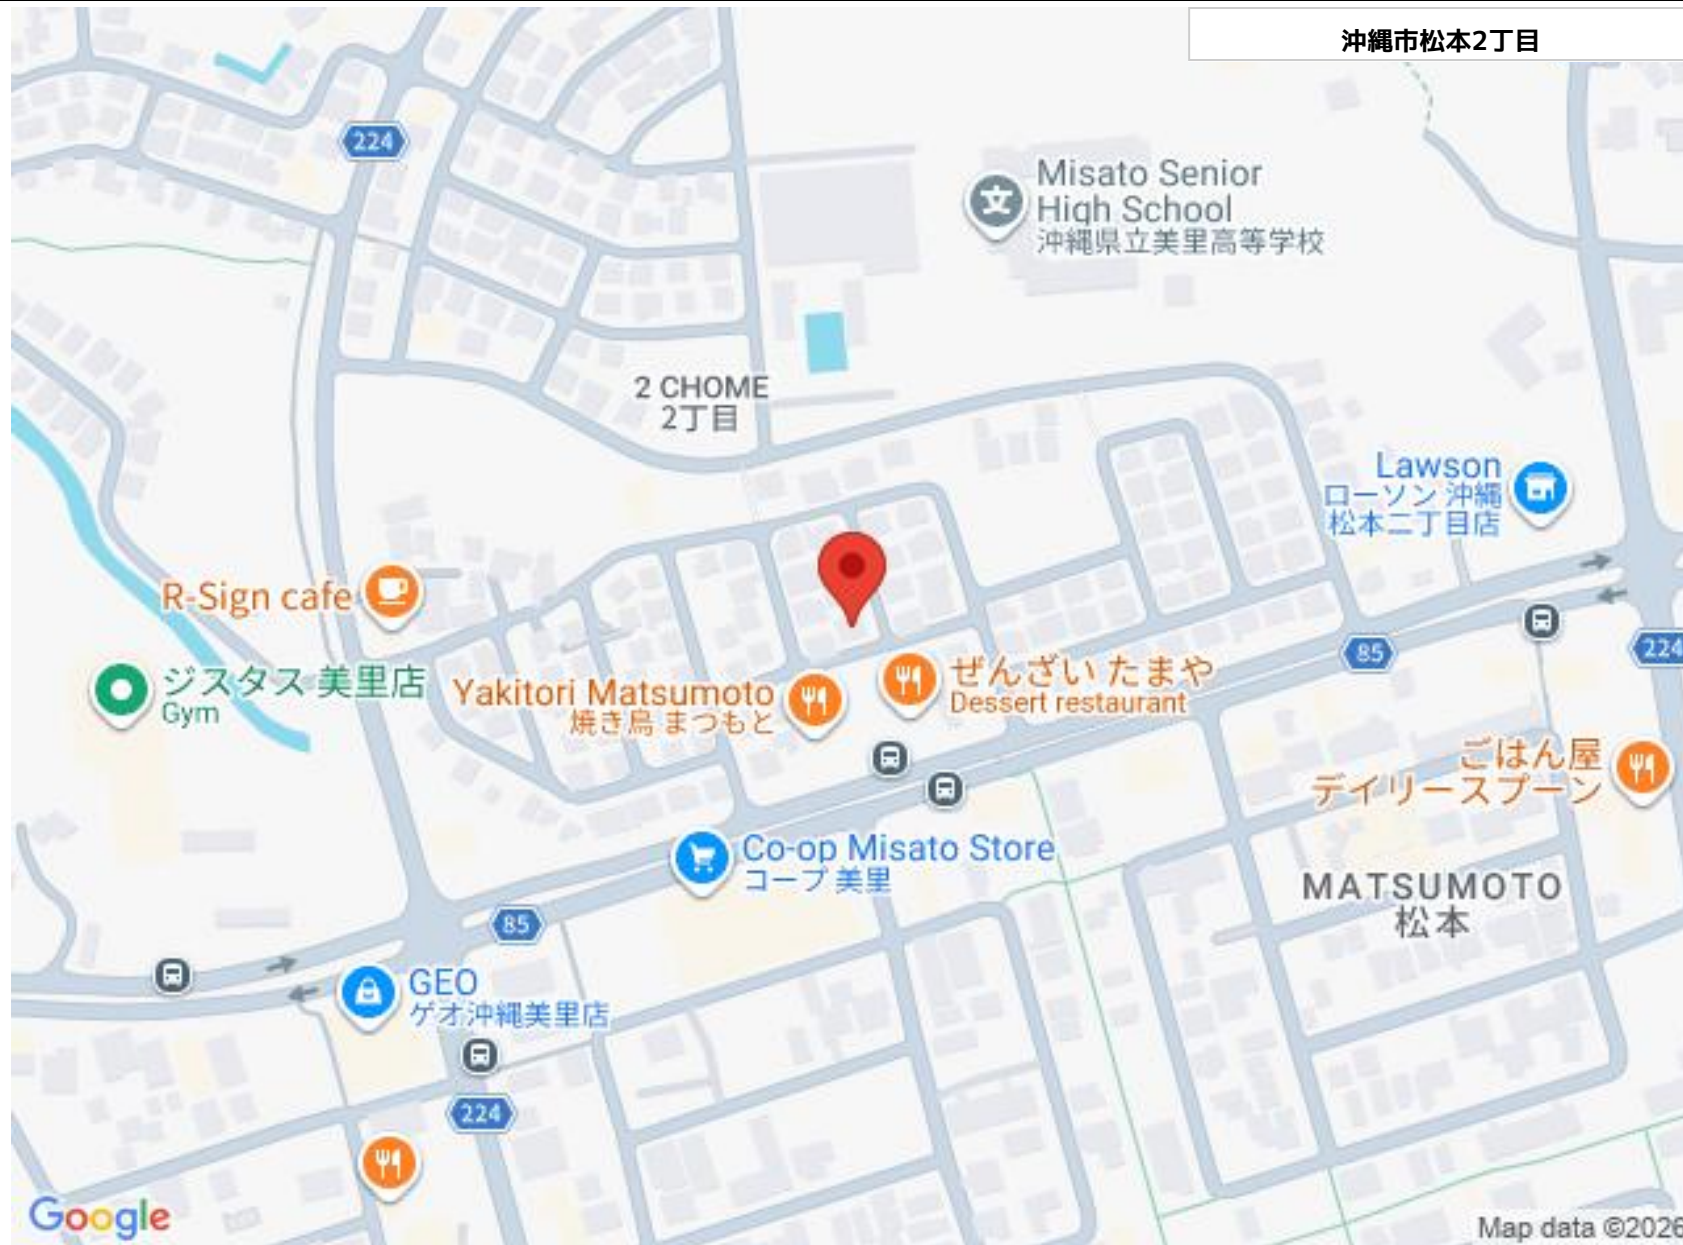 沖縄市松本2丁目
224
Misato Senior
High School
沖縄県立美里高等学校
2 CHOME
2丁目
Lawson
ローソン 沖縄
松本二丁目店
R-Sign cafe
ジスタス 美里店
Gym
Yakitori Matsumoto
焼き鳥 まつもと
ぜんざい たまや
Dessert restaurant
85
224
ごはん屋
デイリースプーン
Co-op Misato Store
コープ美里
MATSUMOTO
松本
85
GEO
ゲオ沖縄美里店
224
Google
Map data ©2026